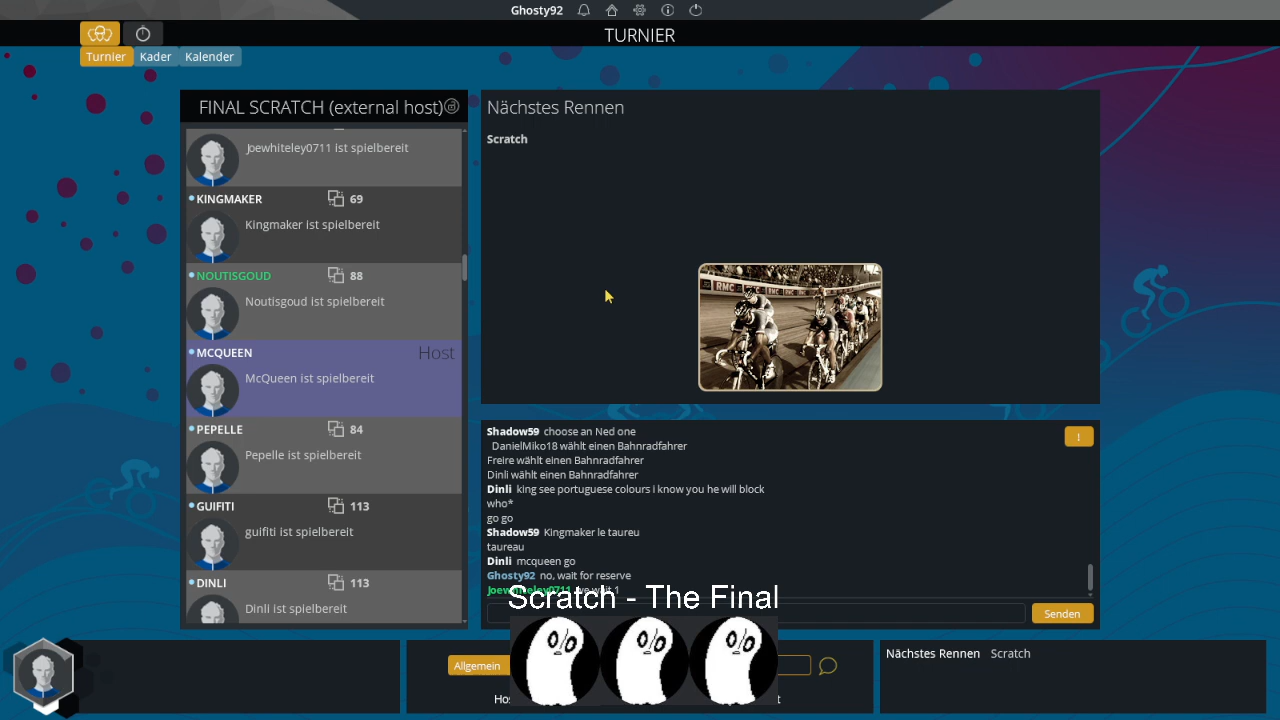 Ghosty92
TURNIER
Turnier
Kader
Kalender
FINAL SCRATCH (external host)
Joewhiteley0711 ist spielbereit
KINGMAKER 69
Kingmaker ist spielbereit
NOUTISGOUD 88
Noutisgoud ist spielbereit
MCQUEEN Host
McQueen ist spielbereit
PEPELLE 84
Pepelle ist spielbereit
GUIFITI 113
guifiti ist spielbereit
DINLI 113
Dinli ist spielbereit
Nächstes Rennen
Scratch
RMC
Shadow59 choose an Ned one
DanielMiko18 wählt einen Bahnradfahrer
Freire wählt einen Bahnradfahrer
Dinli wählt einen Bahnradfahrer
Dinli king see portuguese colours I know you he will block
who*
go go
Shadow59 Kingmaker le taureu
taureau
Dinli mcqueen go
Ghosty92 no, wait for reserve
Joewhiteley0711
!
Senden
Scratch - The Final
Allgemein
Nächstes Rennen Scratch